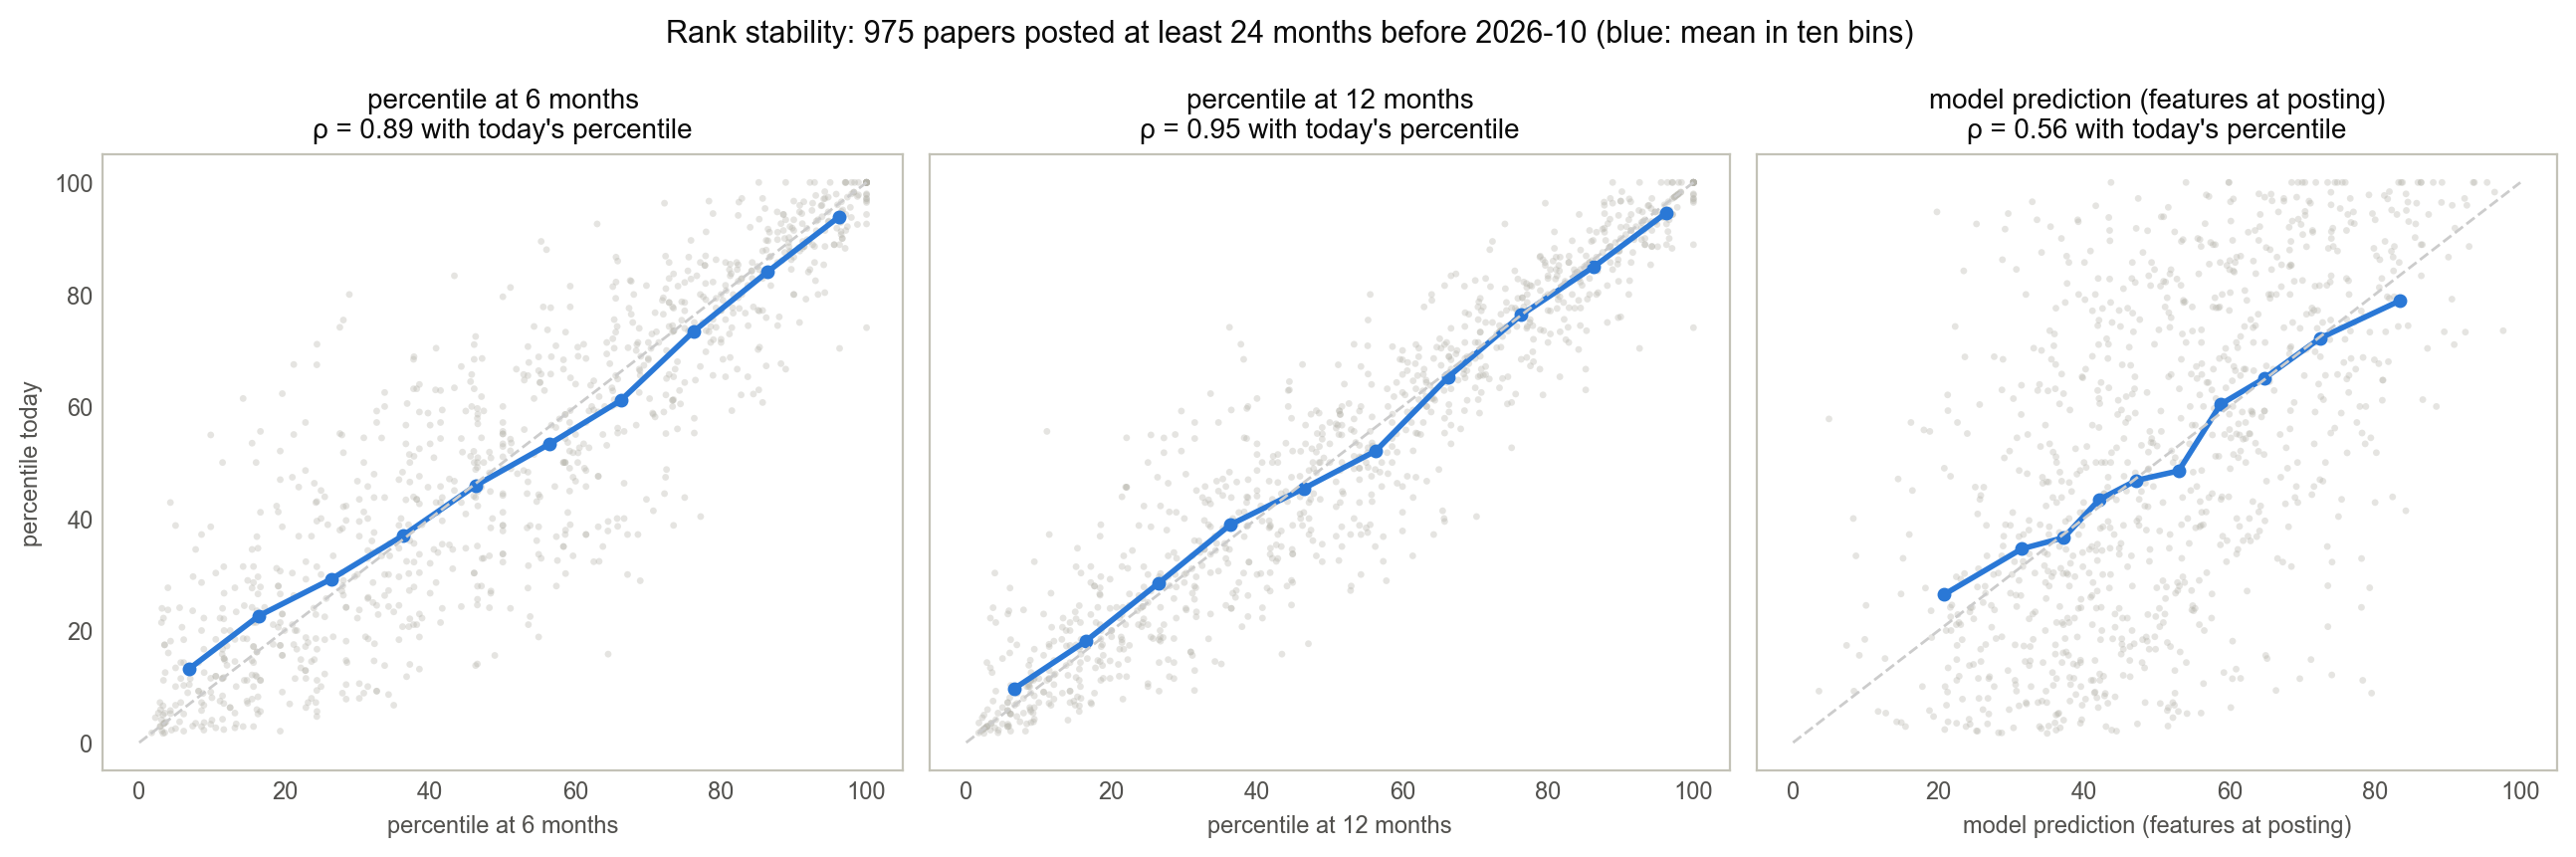 Rank stability: 975 papers posted at least 24 months before 2026-10 (blue: mean in ten bins)
percentile at 6 months
ρ = 0.89 with today's percentile
percentile at 12 months
ρ = 0.95 with today's percentile
model prediction (features at posting)
ρ = 0.56 with today's percentile
percentile today
100
80
60
40
20
0
0 20 40 60 80 100
0 20 40 60 80 100
0 20 40 60 80 100
percentile at 6 months
percentile at 12 months
model prediction (features at posting)